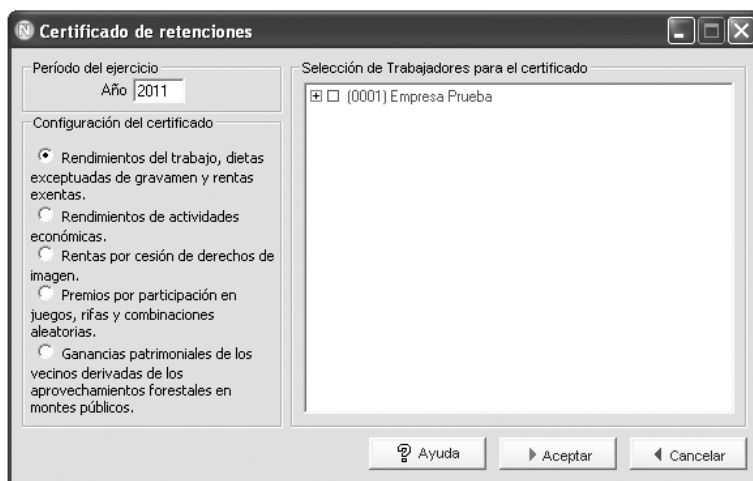 Certificado de retenciones
Período del ejercicio
Año 2011
Configuración del certificado
Rendimientos del trabajo, dietas
exceptuadas de gravamen y rentas
exentas.
Rendimientos de actividades
económicas.
Rentas por cesión de derechos de
imagen.
Premios por participación en
juegos, rifas y combinaciones
aleatorias.
Ganancias patrimoniales de los
vecinos derivadas de los
aprovechamientos forestales en
montes públicos.
Selección de Trabajadores para el certificado
(0001) Empresa Prueba
Ayuda
Aceptar
Cancelar